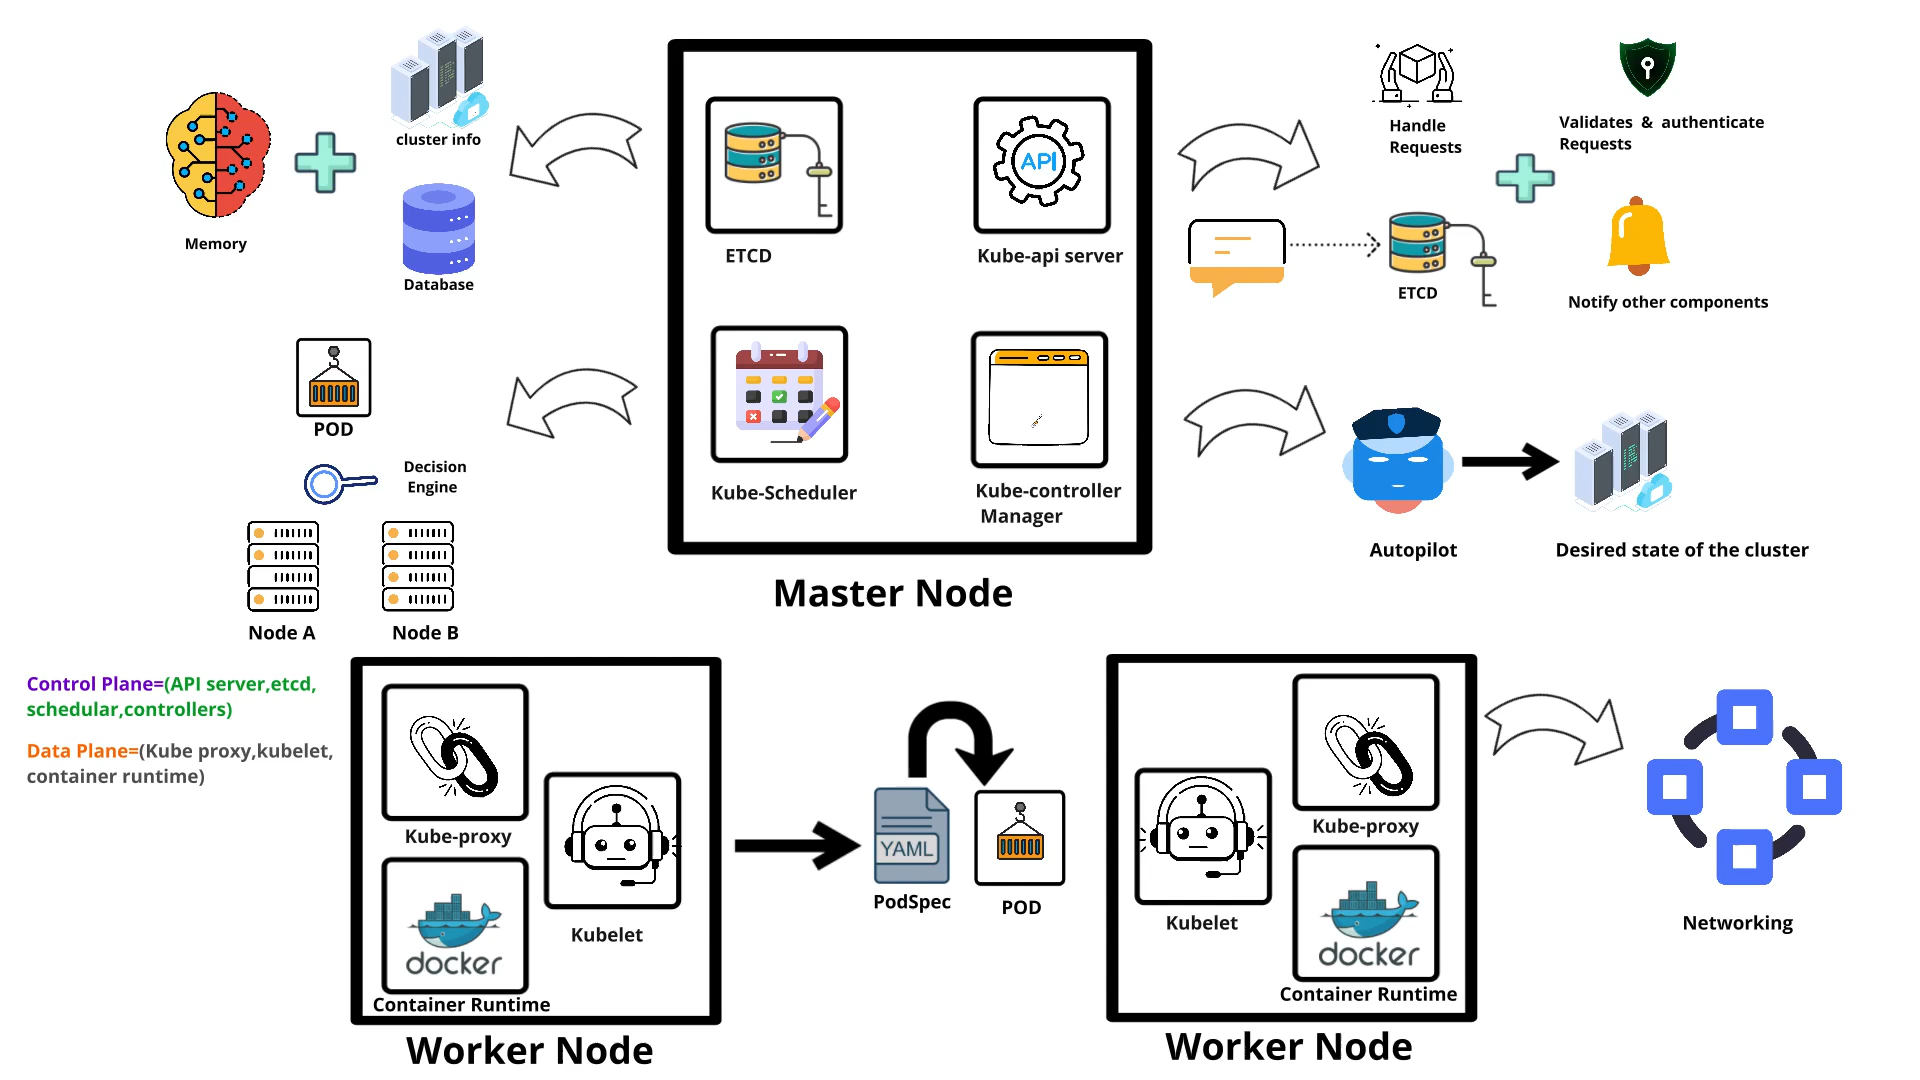 cluster info
Memory
Database
ETCD
API
Kube-api server
Kube-Scheduler
Kube-controller
Manager
Master Node
Handle
Requests
Validates & authenticate
Requests
ETCD
Notify other components
POD
Decision
Engine
Node A
Node B
Autopilot
Desired state of the cluster
Control Plane=(API server,etcd,
schedular,controllers)
Data Plane=(Kube proxy,kubelet,
container runtime)
Kube-proxy
Kubelet
docker
Container Runtime
Worker Node
YAML
PodSpec
POD
Kubelet
Kube-proxy
docker
Container Runtime
Worker Node
Networking